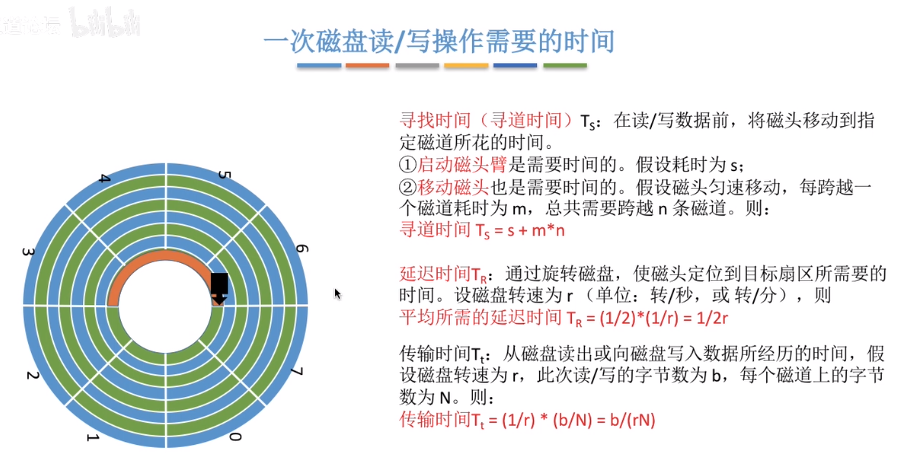 一次磁盘读/写操作需要的时间
寻找时间（寻道时间）TS：在读/写数据前，将磁头移动到指
定磁道所花的时间。
①启动磁头臂是需要时间的。假设耗时为 s；
②移动磁头也是需要时间的。假设磁头匀速移动，每跨越一
个磁道耗时为 m，总共需要跨越 n 条磁道。则：
寻道时间 TS = s + m*n
延迟时间TR：通过旋转磁盘，使磁头定位到目标扇区所需要的
时间。设磁盘转速为 r （单位：转/秒，或 转/分），则
平均所需的延迟时间 TR = (1/2)*(1/r) = 1/2r
传输时间Tt：从磁盘读出或向磁盘写入数据所经历的时间，假
设磁盘转速为 r，此次读/写的字节数为 b，每个磁道上的字节
数为 N。则：
传输时间Tt = (1/r) * (b/N) = b/(rN)
4
5
3
6
2
7
1
0